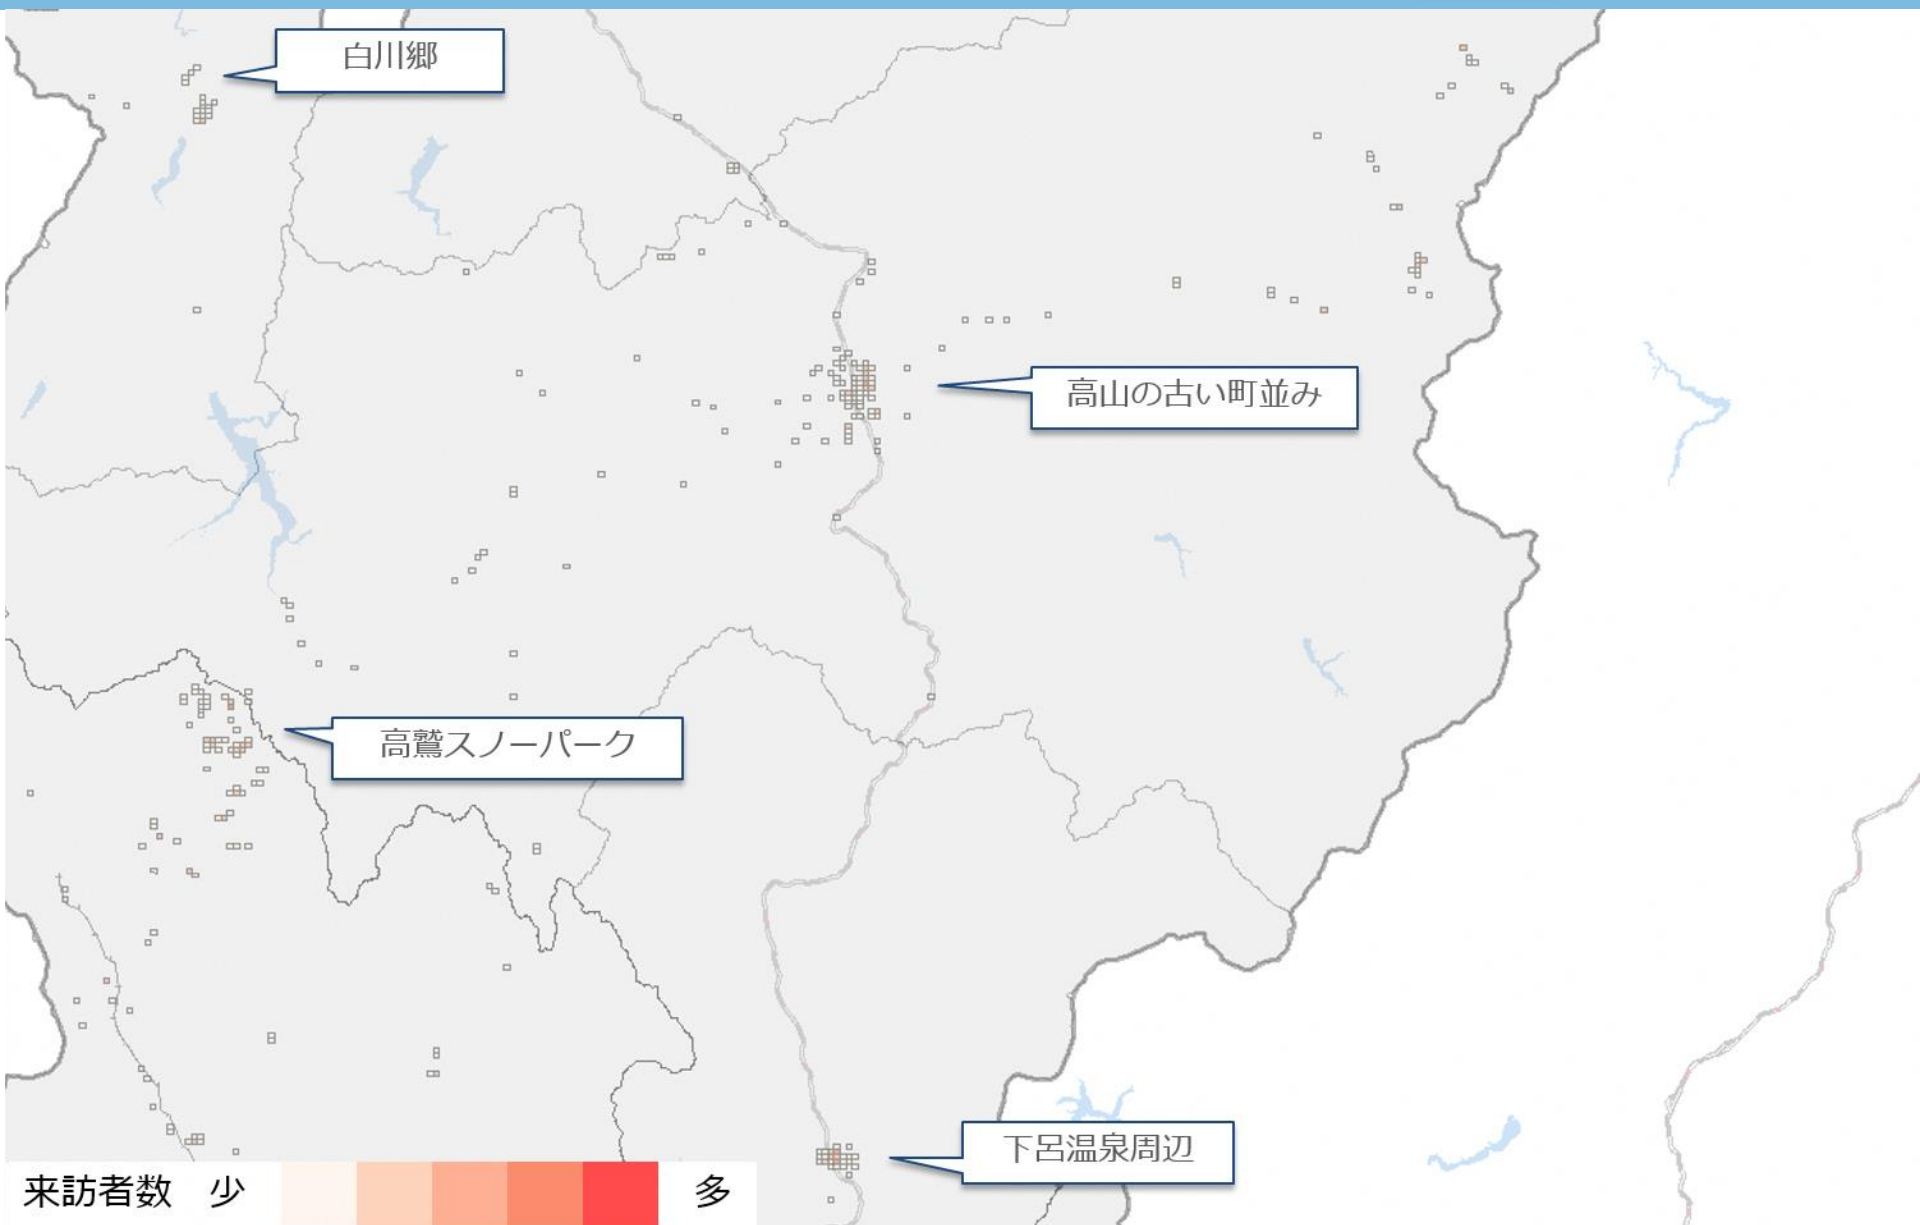 白川郷
高山の古い町並み
高鷲スノーパーク
下呂温泉周辺
来訪者数 少 多